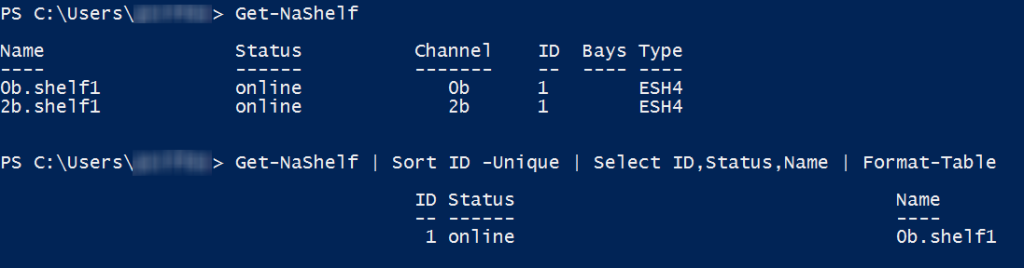 PS C:\Users\> Get-NaShelf
Name Status Channel ID Bays Type
---- ------ ------- -- ---- ----
0b.shelf1 online 0b 1 ESH4
2b.shelf1 online 2b 1 ESH4
PS C:\Users\> Get-NaShelf | Sort ID -Unique | Select ID,Status,Name | Format-Table
ID Status Name
-- ------ ----
1 online 0b.shelf1